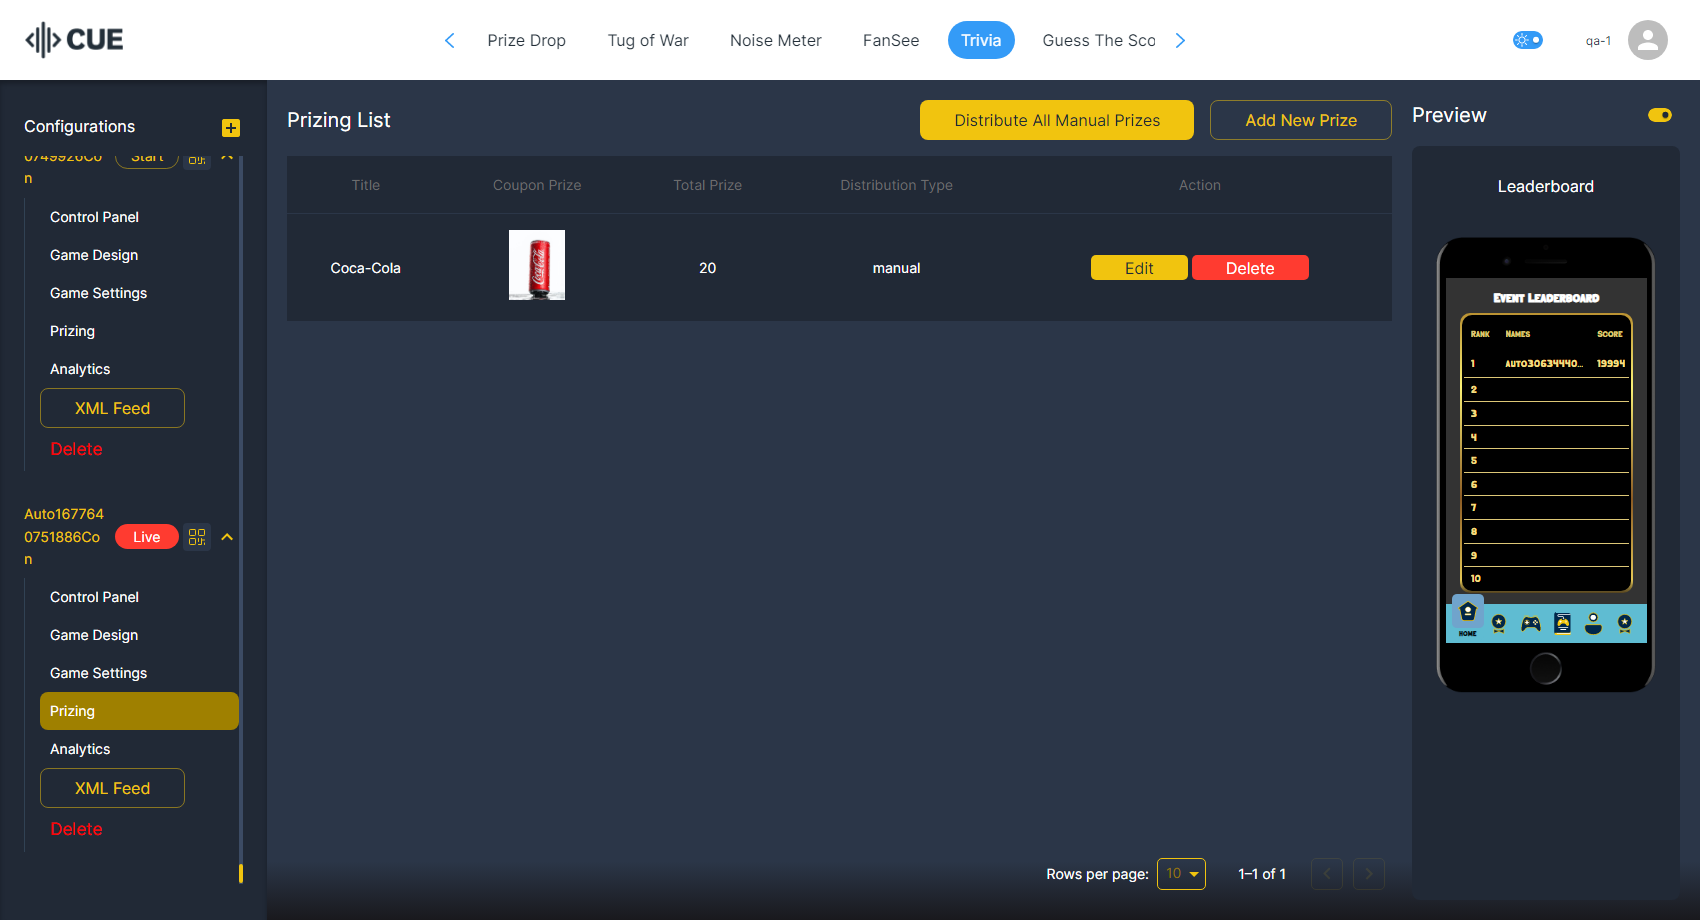 CUE
Prize Drop
Tug of War
Noise Meter
FanSee
Trivia
Guess The Sco
qa-1
Configurations
0749926Co
n
Start
Control Panel
Game Design
Game Settings
Prizing
Analytics
XML Feed
Delete
Auto167764
0751886Co
n
Live
Control Panel
Game Design
Game Settings
Prizing
Analytics
XML Feed
Delete
Prizing List
Distribute All Manual Prizes
Add New Prize
Title
Coupon Prize
Total Prize
Distribution Type
Action
Coca-Cola
Coca-Cola
20
manual
Edit
Delete
Rows per page:
10
1–1 of 1
Preview
Leaderboard
Event Leaderboard
Rank Names Score
1 auto30634440... 19994
2
3
4
5
6
7
8
9
10
HOME